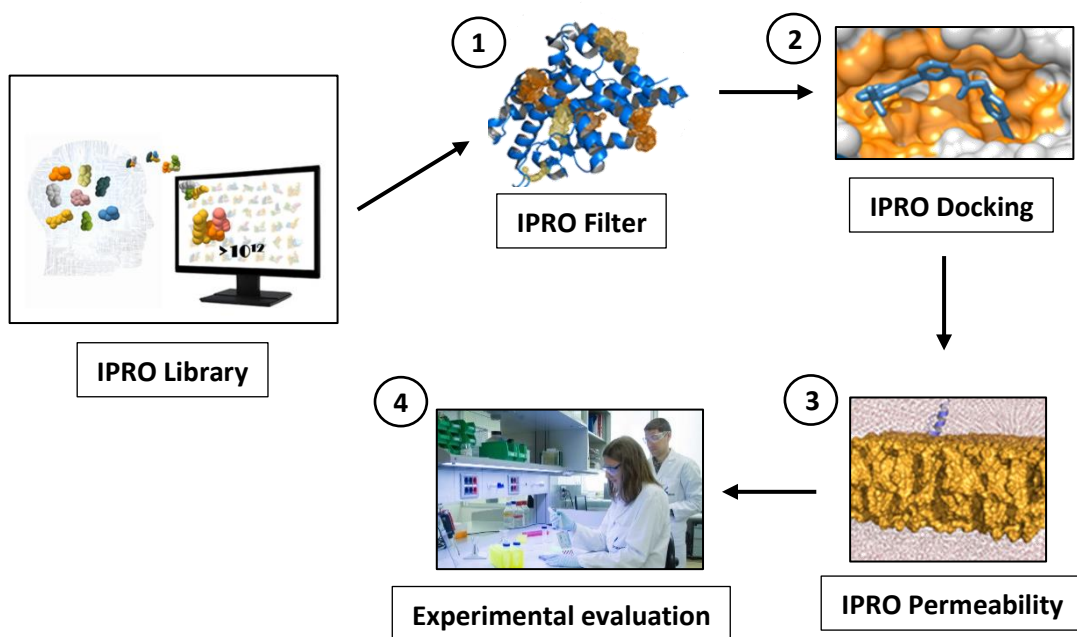 1
2
IPRO Filter
IPRO Docking
> 10¹²
IPRO Library
4
3
Experimental evaluation
IPRO Permeability